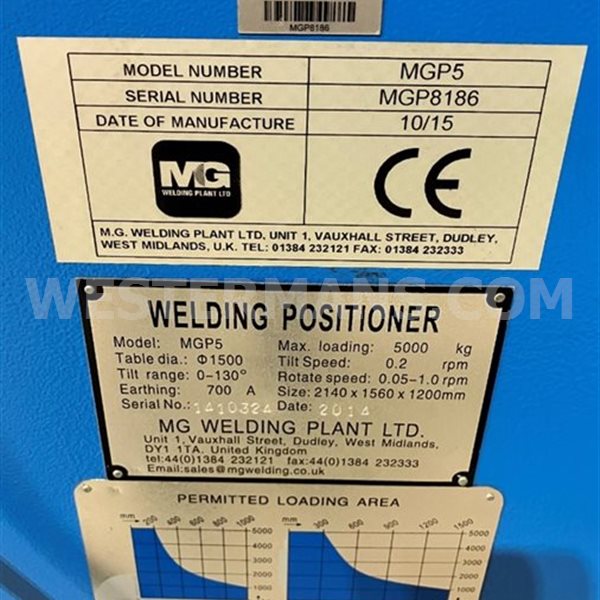 MGP8186
MODEL NUMBER MGP5
SERIAL NUMBER MGP8186
DATE OF MANUFACTURE 10/15
MG
WELDING PLANT LTD
CE
M.G. WELDING PLANT LTD, UNIT 1, VAUXHALL STREET, DUDLEY,
WEST MIDLANDS, U.K. TEL: 01384 232121 FAX: 01384 232333
WESTERMANS.COM
WELDING POSITIONER
Model: MGP5 Max. loading: 5000 kg
Table dia.: Φ1500 Tilt Speed: 0.2 rpm
Tilt range: 0-130° Rotate speed: 0.05-1.0 rpm
Earthing: 700 A Size: 2140 x 1560 x 1200mm
Serial No.: 1410324 Date: 2014
MG WELDING PLANT LTD.
Unit 1, Vauxhall Street, Dudley, West Midlands,
DY1 1TA. United Kingdom
tel:44(0)1384 232121 fax:44(0)1384 232333
Email:sales@mgwelding.co.uk
PERMITTED LOADING AREA
mm 200 400 600 800 1000 mm 300 600 900 1200 1500
5000 5000
4000 4000
3000 3000
2000 2000
1000 1000